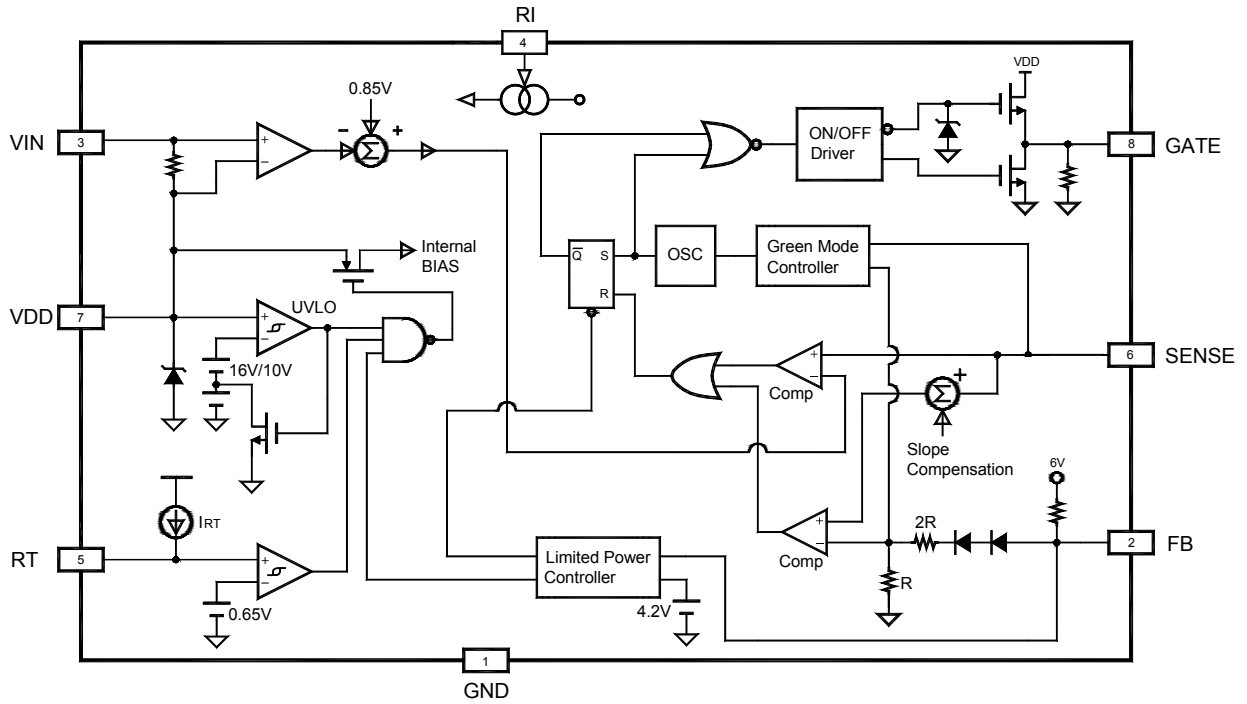 RI
4
VDD
0.85V
−
+
Σ
VIN
3
+
−
ON/OFF
Driver
8
GATE
Internal
BIAS
Q̅
S
R
OSC
Green Mode
Controller
VDD
7
UVLO
+
−
16V/10V
+
−
Comp
6
SENSE
+
Σ
Slope
Compensation
6V
IRT
RT
5
+
−
0.65V
Limited Power
Controller
4.2V
+
−
Comp
2R
R
2
FB
1
GND